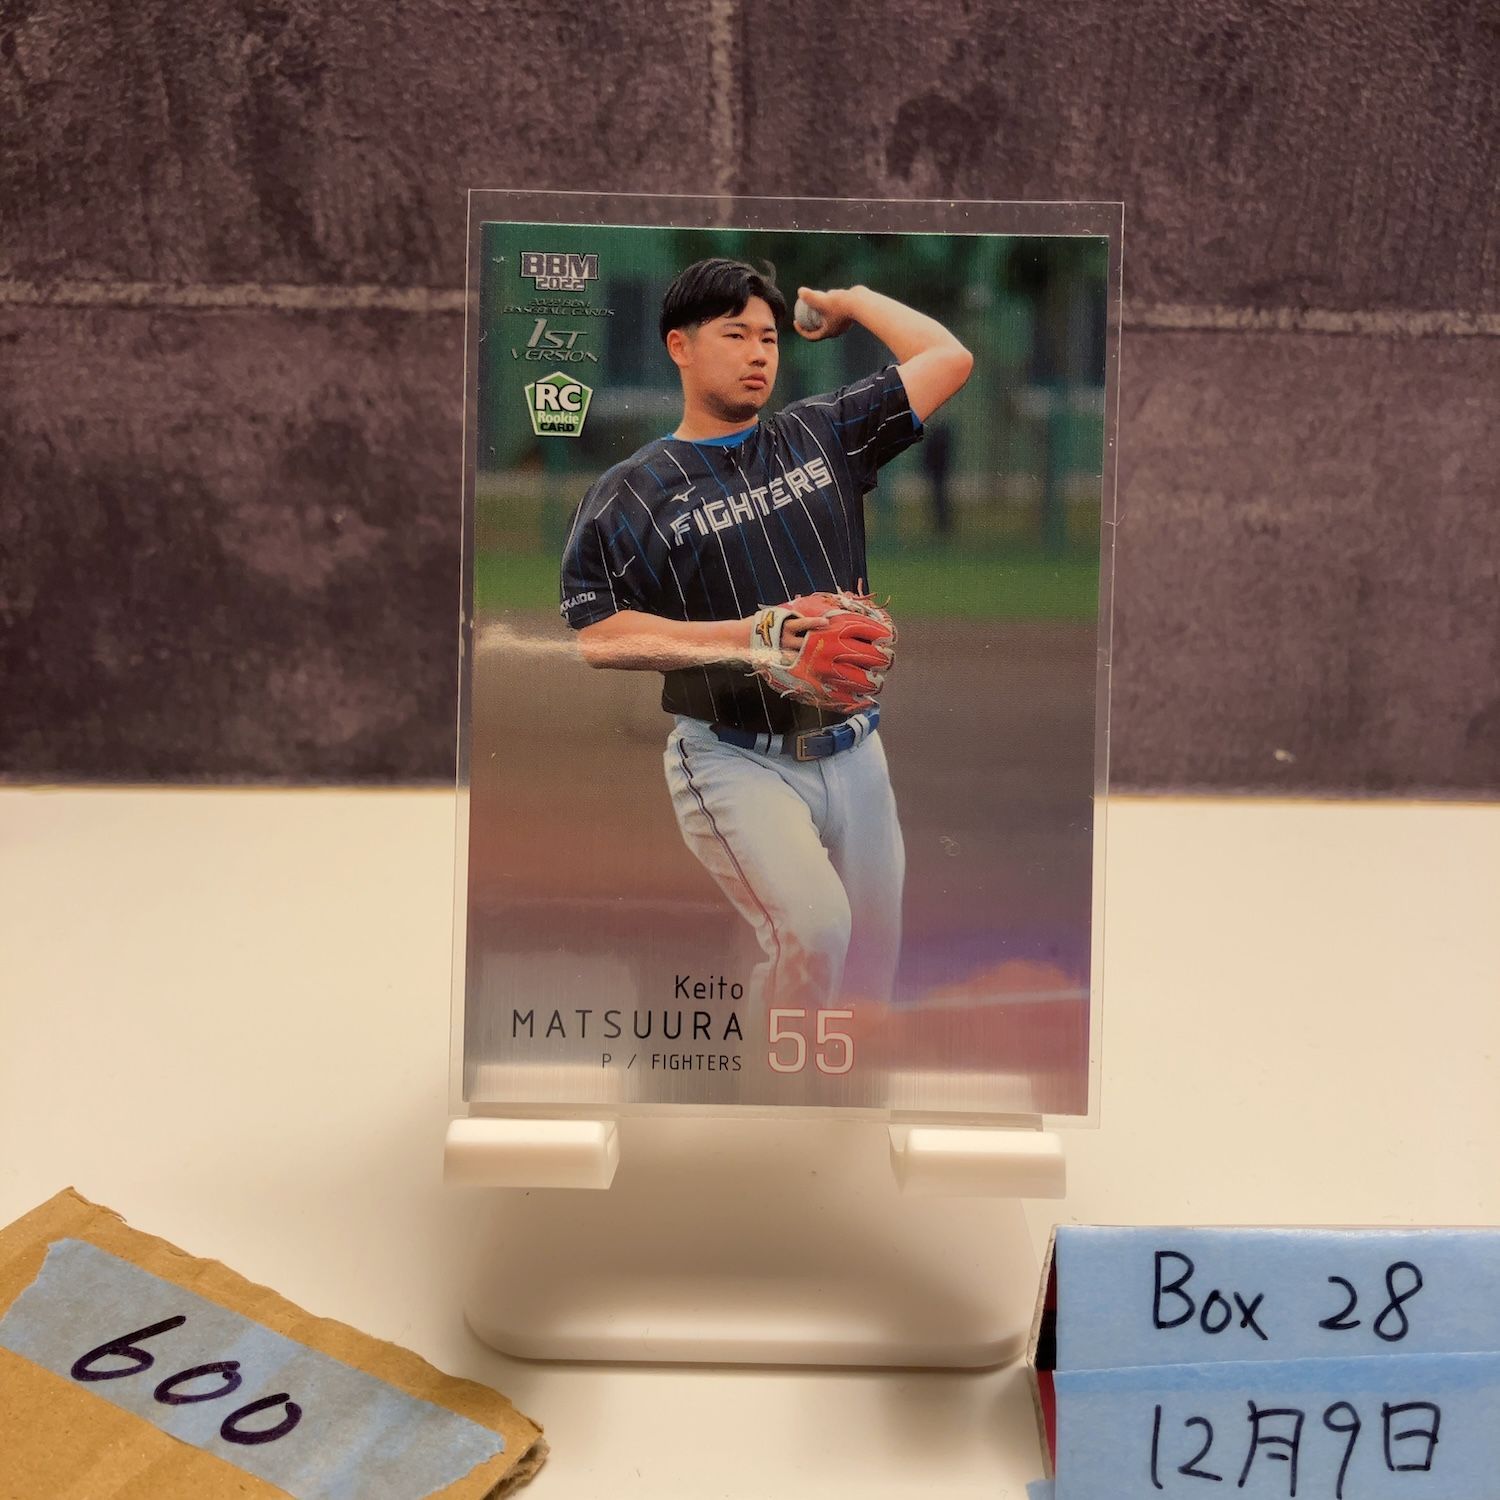 BBM
2022
2022 BBM
BASEBALL CARDS
1ST
VERSION
RC
Rookie
CARD
FIGHTERS
KKAIDO
Keito
MATSUURA 55
P / FIGHTERS
600
Box 28
12月9日